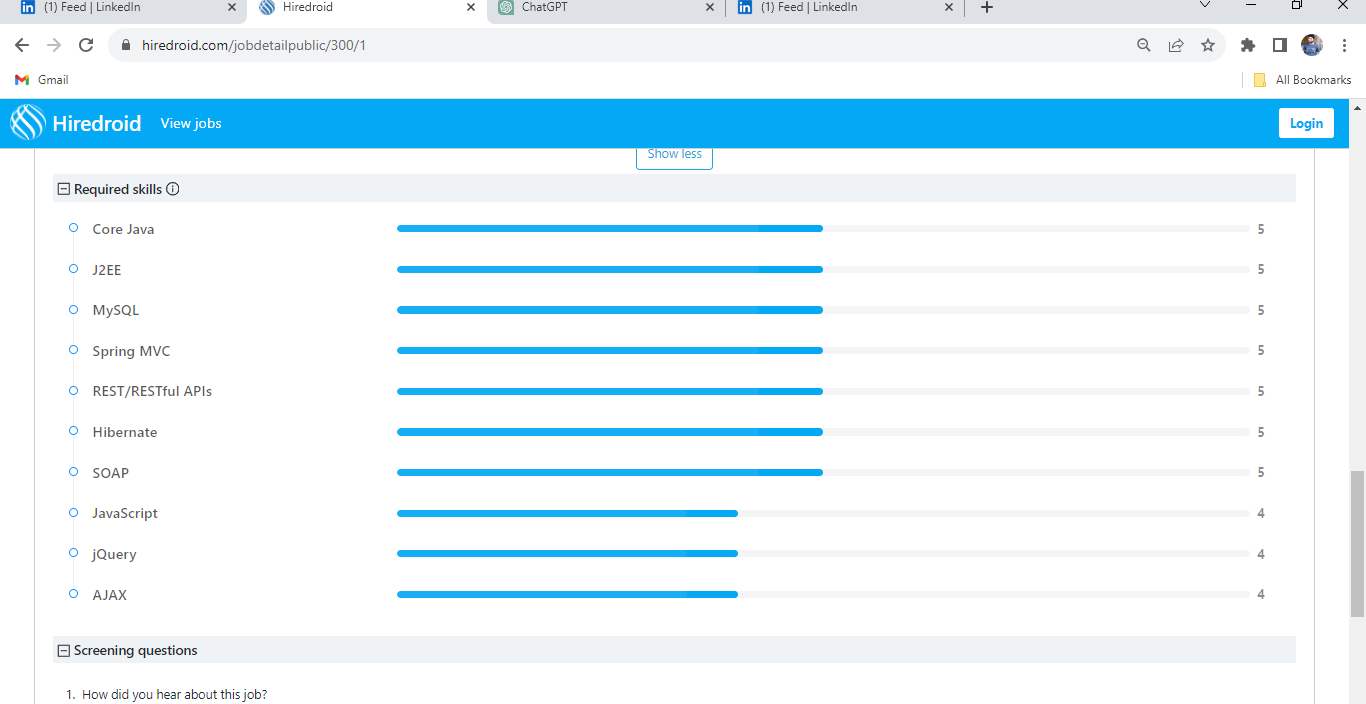 (1) Feed | LinkedIn
Hiredroid
ChatGPT
(1) Feed | LinkedIn
hiredroid.com/jobdetailpublic/300/1
Gmail
All Bookmarks
Hiredroid
View jobs
Login
Show less
Required skills
Core Java 5
J2EE 5
MySQL 5
Spring MVC 5
REST/RESTful APIs 5
Hibernate 5
SOAP 5
JavaScript 4
jQuery 4
AJAX 4
Screening questions
1. How did you hear about this job?